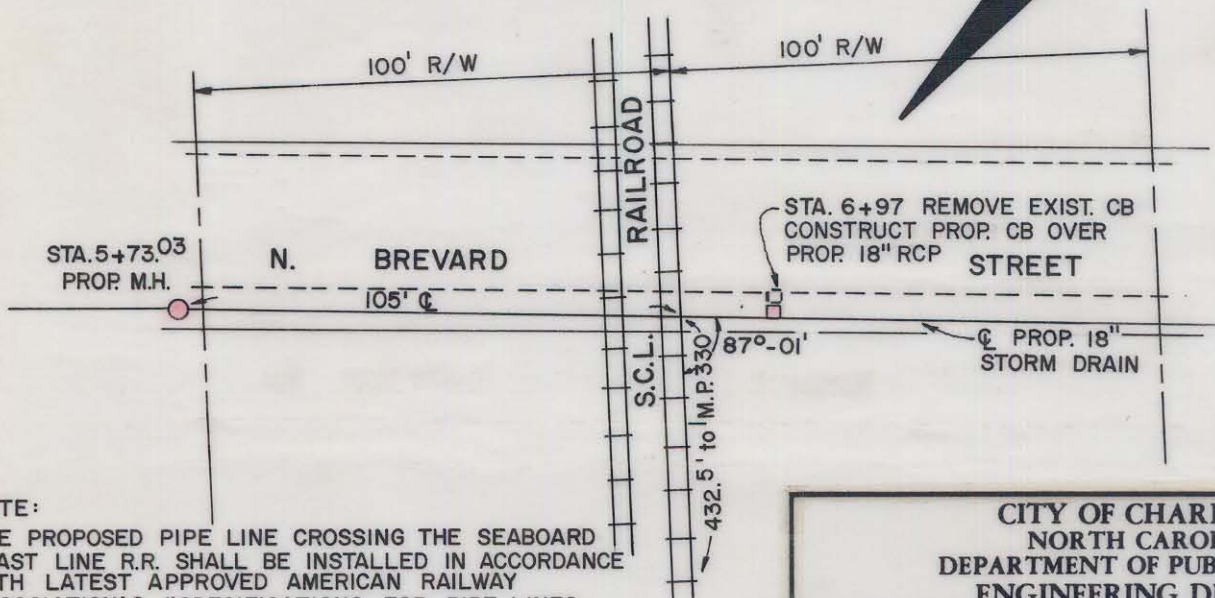 100' R/W
100' R/W
RAILROAD
STA. 6+97 REMOVE EXIST. CB
CONSTRUCT PROP. CB OVER
PROP. 18" RCP
STA. 5+73.03
PROP. M.H.
N. BREVARD STREET
105' ℄
S.C.L.
87°-01'
℄ PROP. 18"
STORM DRAIN
432.5' to M.P. 330
TE:
E PROPOSED PIPE LINE CROSSING THE SEABOARD
AST LINE R.R. SHALL BE INSTALLED IN ACCORDANCE
TH LATEST APPROVED AMERICAN RAILWAY
CITY OF CHARL
NORTH CAROL
DEPARTMENT OF PUB
ENGINEERING DI